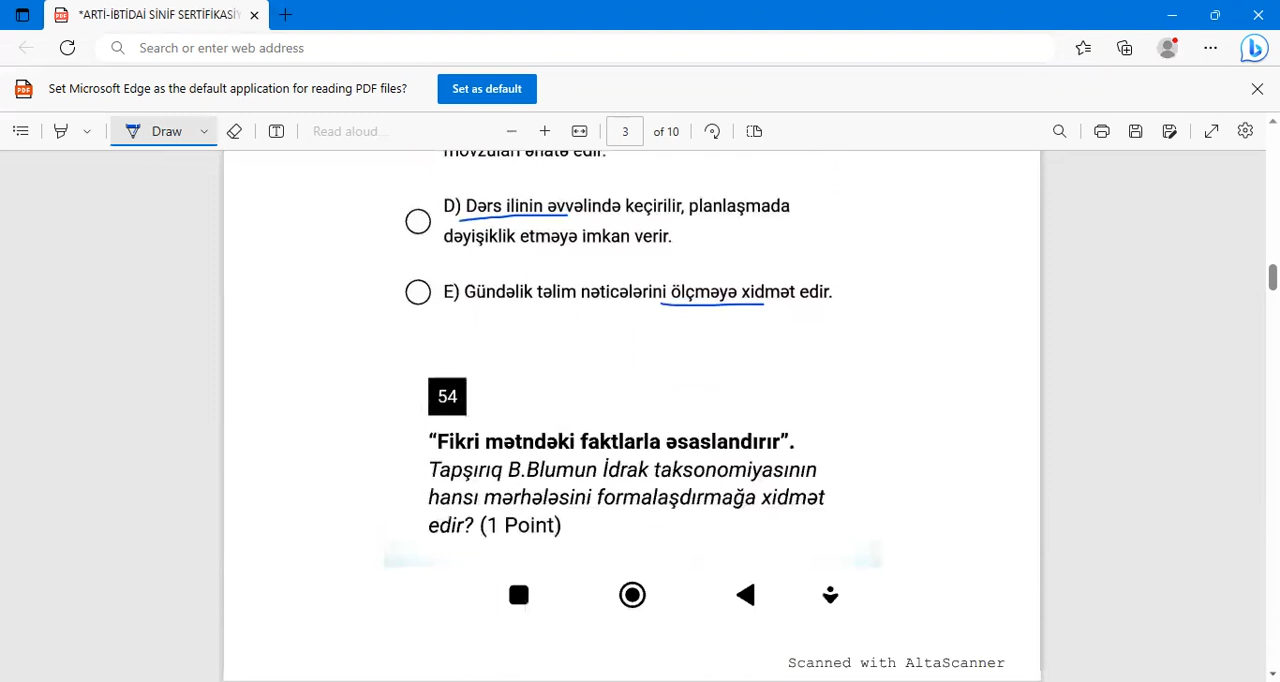 *ARTİ-İBTİDAİ SİNİF SERTİFİKASİY
Search or enter web address
Set Microsoft Edge as the default application for reading PDF files?
Set as default
Draw
Read aloud...
3
of 10
mövzuları əhatə edir.
D) Dərs ilinin əvvəlində keçirilir, planlaşmada
dəyişiklik etməyə imkan verir.
E) Gündəlik təlim nəticələrini ölçməyə xidmət edir.
54
“Fikri mətndəki faktlarla əsaslandırır”.
Tapşırıq B.Blumun İdrak taksonomiyasının
hansı mərhələsini formalaşdırmağa xidmət
edir? (1 Point)
Scanned with AltaScanner